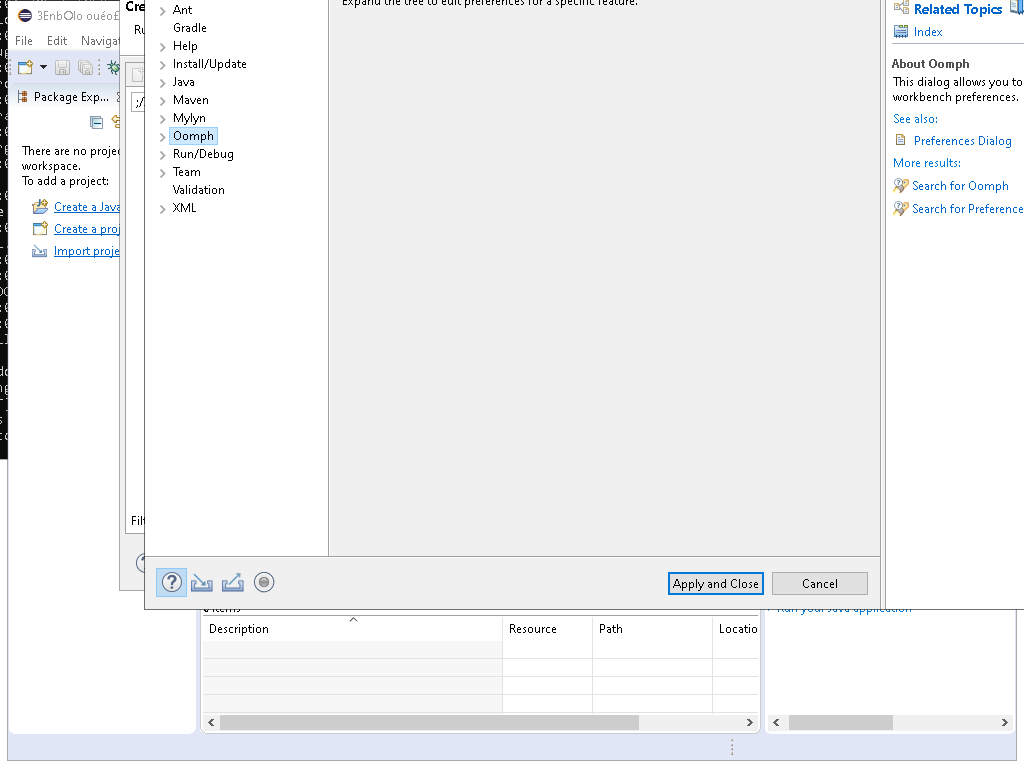 3EnbOlo ouéo£
File Edit Navigat
Package Exp...
There are no projec
workspace.
To add a project:
Create a Java
Create a proj
Import proje
Cre
Ru
;/
Filt
Expand the tree to edit preferences for a specific feature.
Ant
Gradle
Help
Install/Update
Java
Maven
Mylyn
Oomph
Run/Debug
Team
Validation
XML
Apply and Close
Cancel
Related Topics
Index
About Oomph
This dialog allows you to
workbench preferences.
See also:
Preferences Dialog
More results:
Search for Oomph
Search for Preference
0 items
Description Resource Path Locatio
Run your Java application